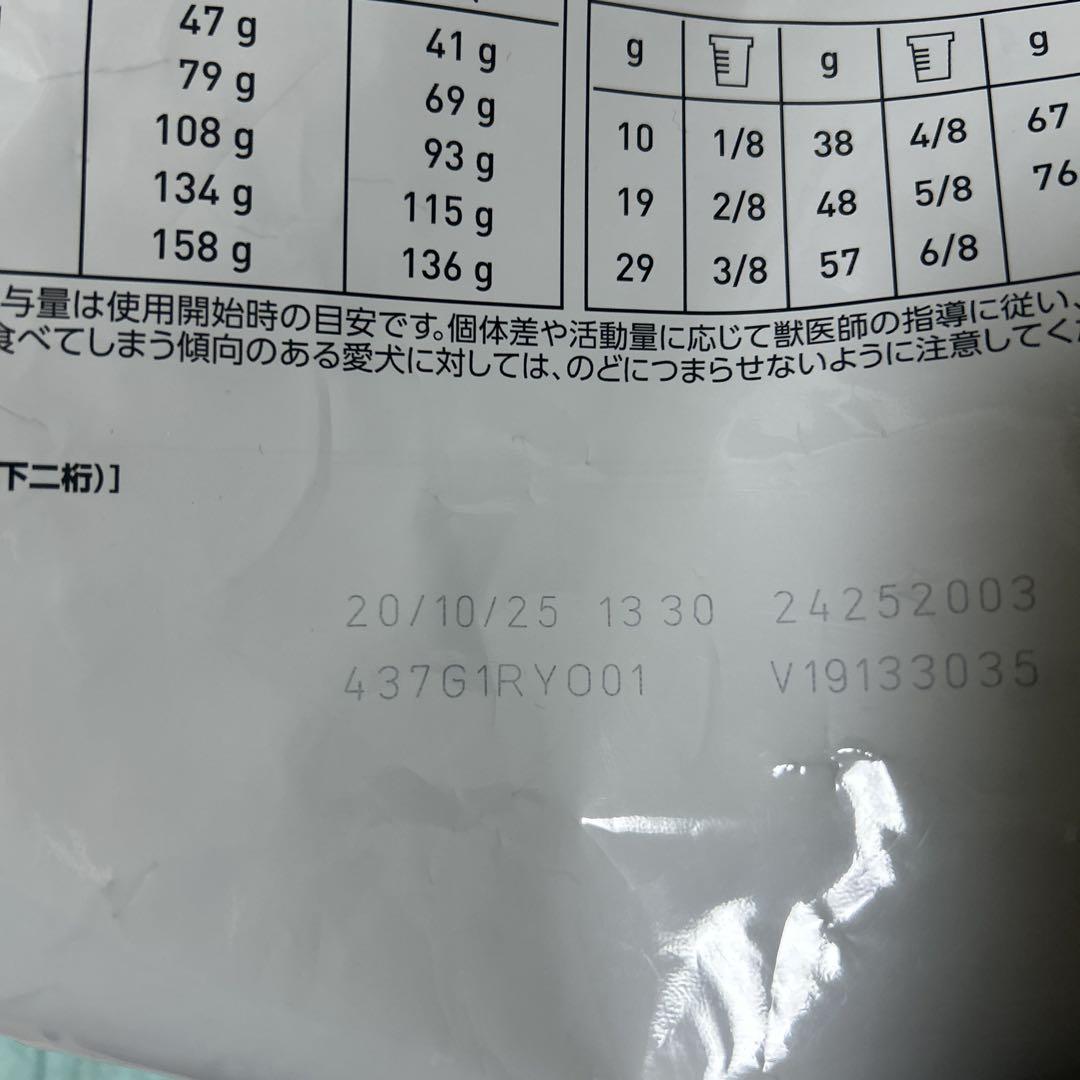 47 g 41 g
79 g 69 g
108 g 93 g
134 g 115 g
158 g 136 g
g g g
10 1/8 38 4/8 67
19 2/8 48 5/8 76
29 3/8 57 6/8
与量は使用開始時の目安です。個体差や活動量に応じて獣医師の指導に従い、
食べてしまう傾向のある愛犬に対しては、のどにつまらせないように注意してく
下二桁)]
20/10/25 13 30 24252003
437G1RY001 V19133035